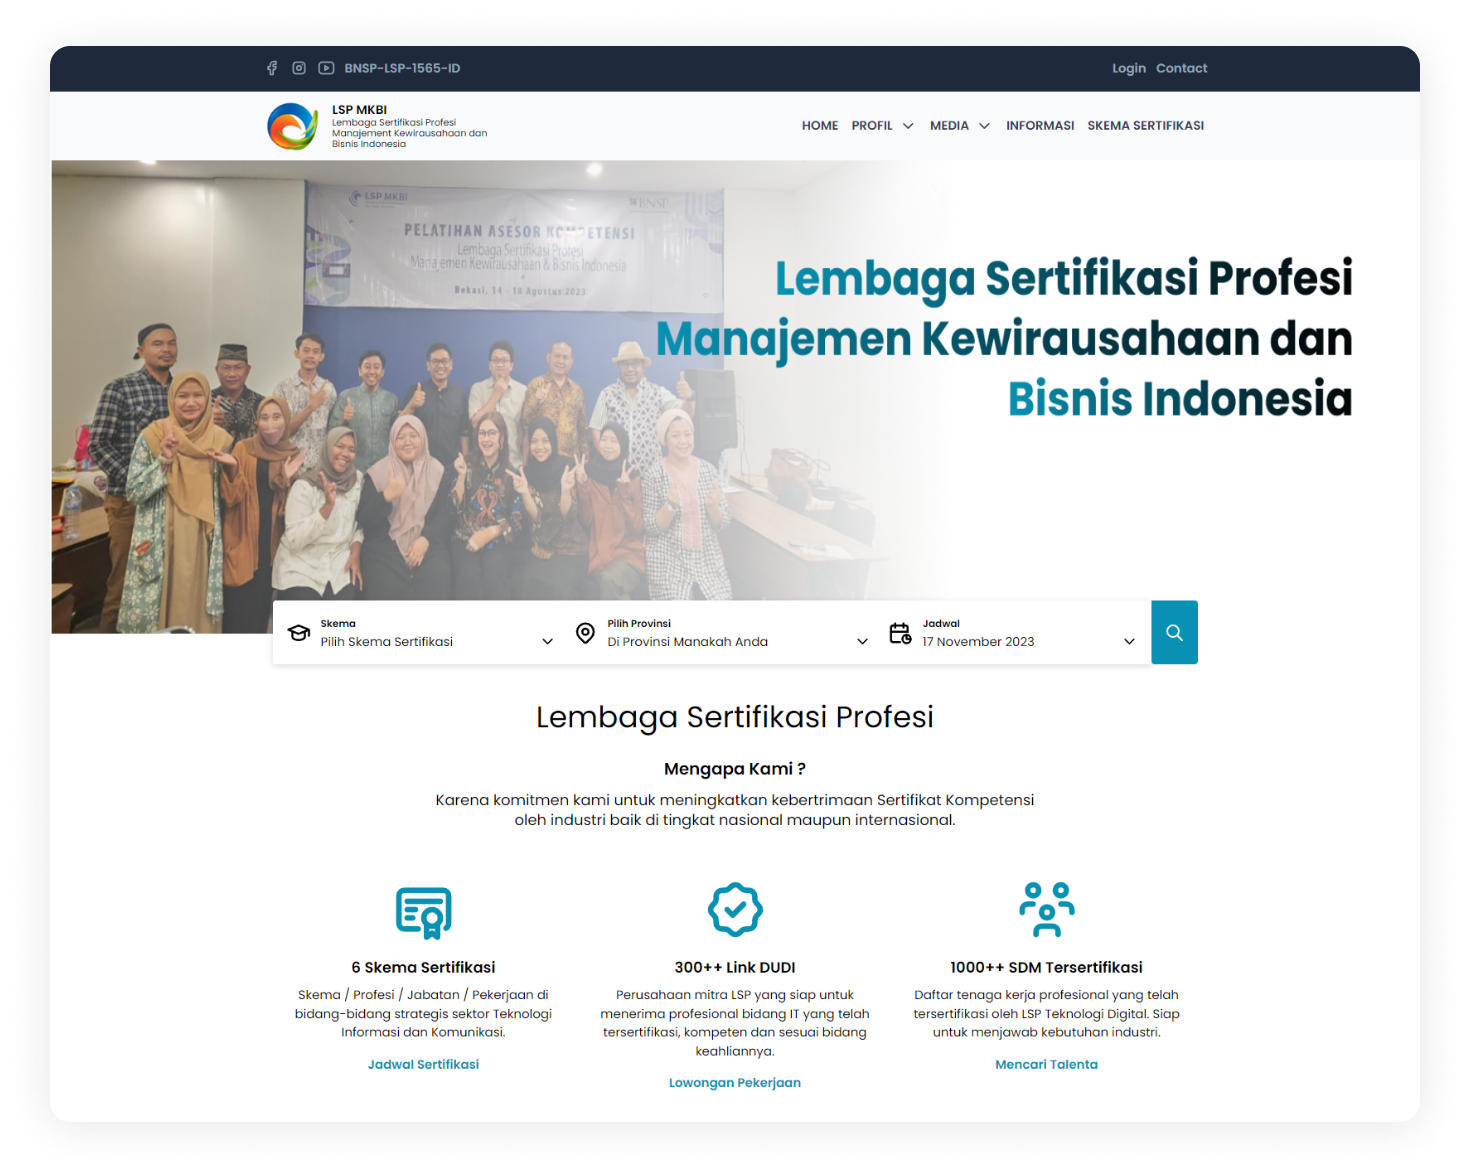 BNSP-LSP-1565-ID
Login Contact
LSP MKBI
Lembaga Sertifikasi Profesi
Manajement Kewirausahaan dan
Bisnis Indonesia
HOME PROFIL MEDIA INFORMASI SKEMA SERTIFIKASI
LSP MKBI
BNSP
PELATIHAN ASESOR KOMPETENSI
Lembaga Sertifikasi Profesi
Manajemen Kewirausahaan & Bisnis Indonesia
Bekasi, 14 - 18 Agustus 2023
Lembaga Sertifikasi Profesi
Manajemen Kewirausahaan dan
Bisnis Indonesia
Skema
Pilih Skema Sertifikasi
Pilih Provinsi
Di Provinsi Manakah Anda
Jadwal
17 November 2023
Lembaga Sertifikasi Profesi
Mengapa Kami ?
Karena komitmen kami untuk meningkatkan kebertrimaan Sertifikat Kompetensi
oleh industri baik di tingkat nasional maupun internasional.
6 Skema Sertifikasi
Skema / Profesi / Jabatan / Pekerjaan di
bidang-bidang strategis sektor Teknologi
Informasi dan Komunikasi.
Jadwal Sertifikasi
300++ Link DUDI
Perusahaan mitra LSP yang siap untuk
menerima profesional bidang IT yang telah
tersertifikasi, kompeten dan sesuai bidang
keahliannya.
Lowongan Pekerjaan
1000++ SDM Tersertifikasi
Daftar tenaga kerja profesional yang telah
tersertifikasi oleh LSP Teknologi Digital. Siap
untuk menjawab kebutuhan industri.
Mencari Talenta